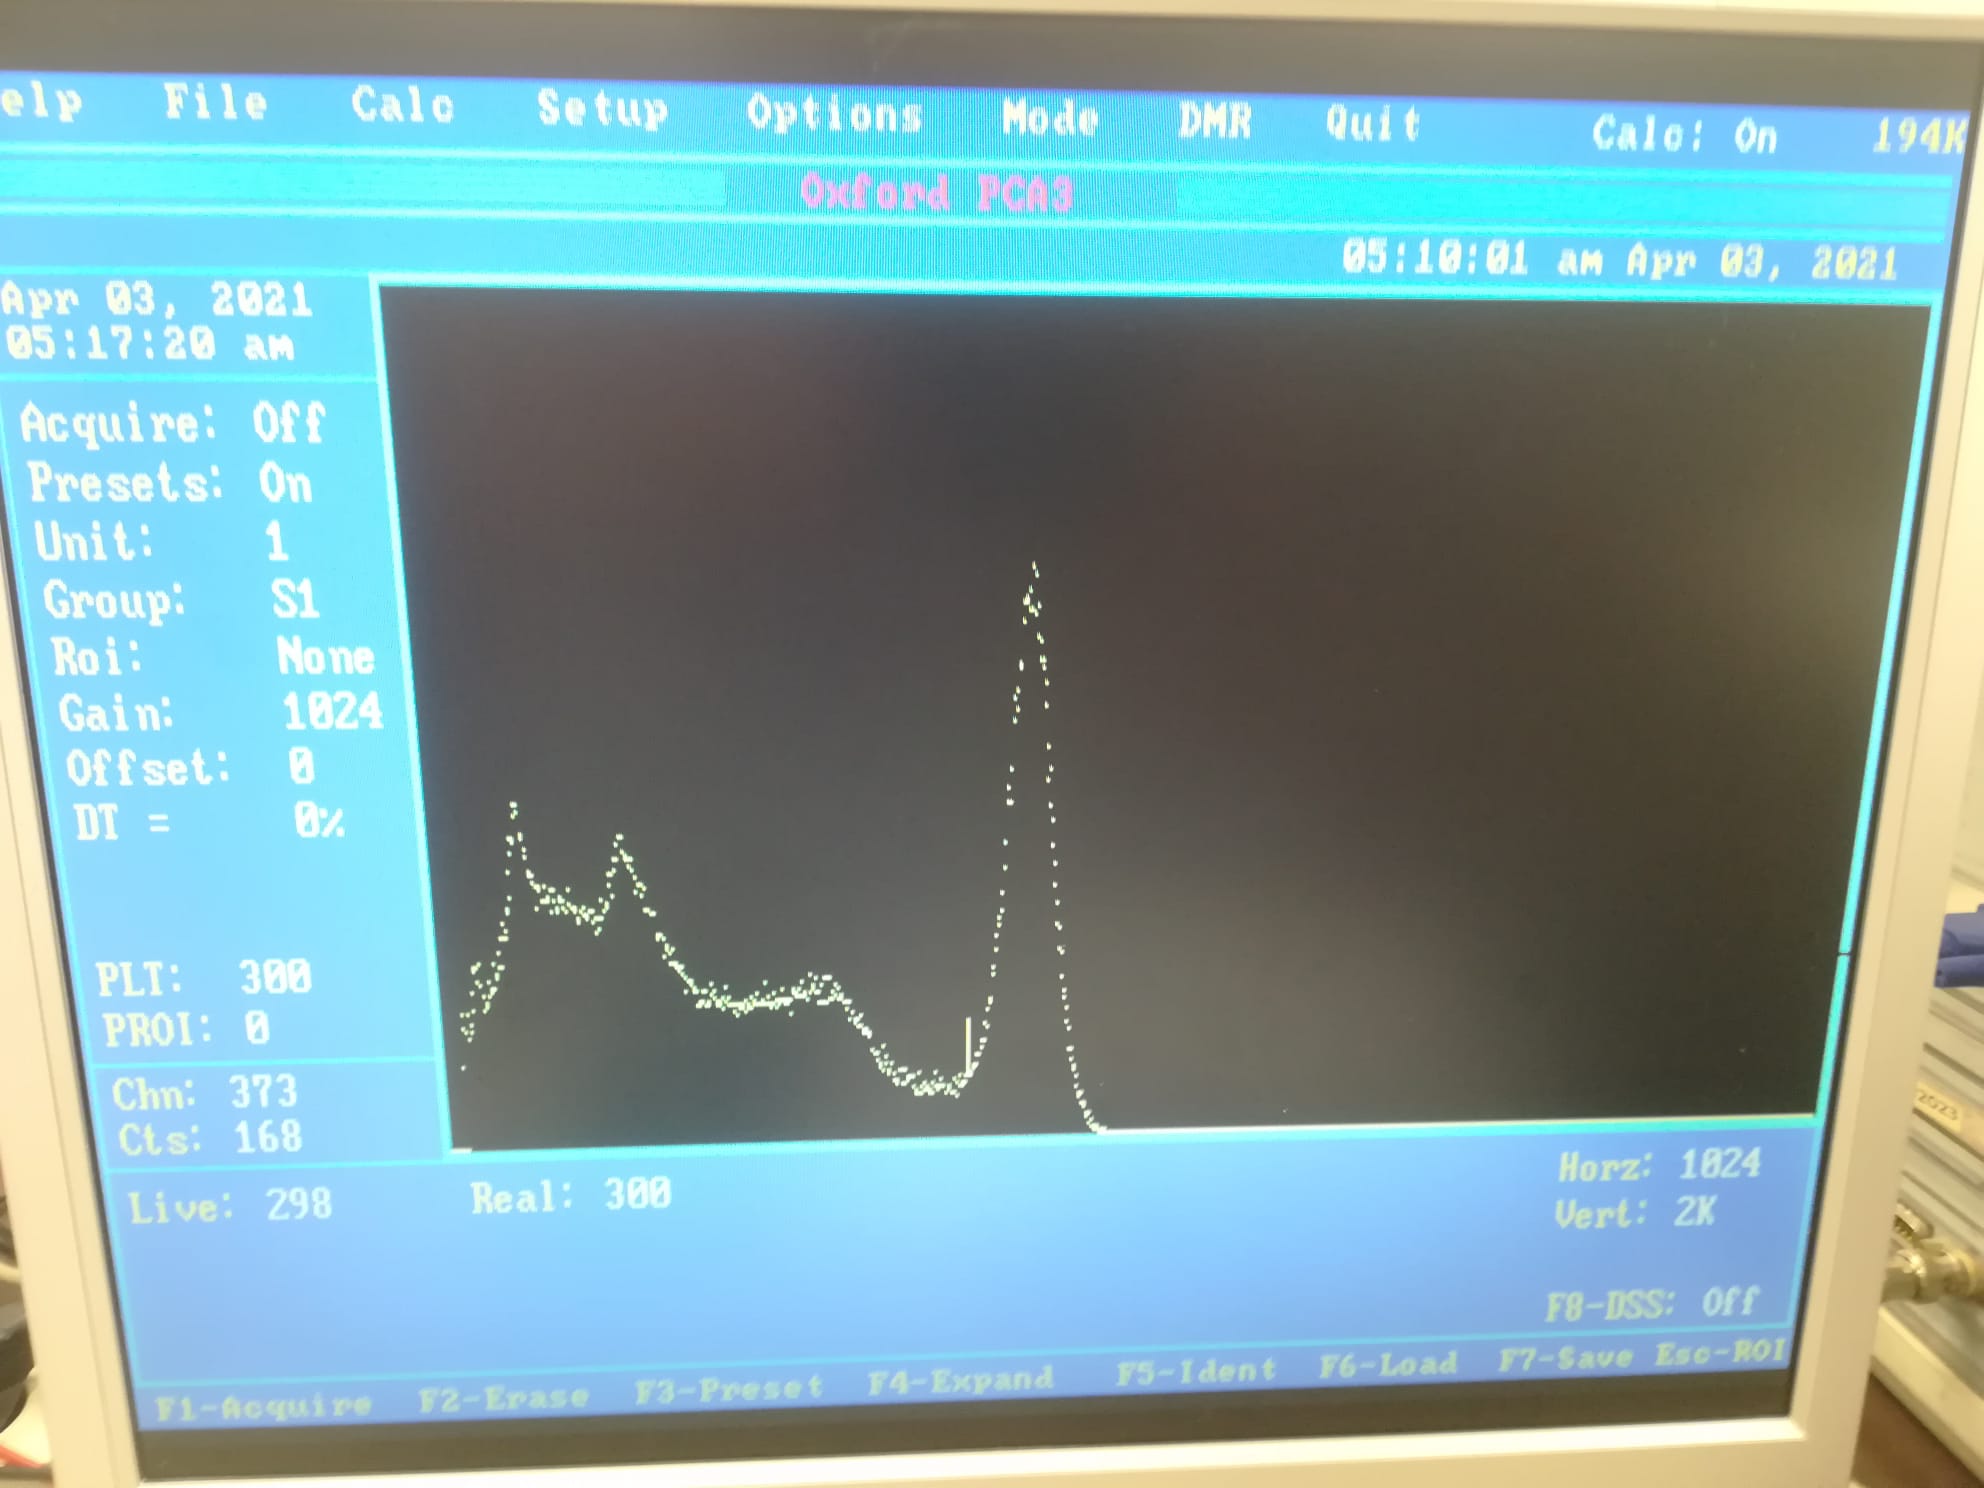 elp File Calc Setup Options Mode DMR Quit Calc: On 194K
Oxford PCA3
05:10:01 am Apr 03, 2021
Apr 03, 2021
05:17:20 am
Acquire: Off
Presets: On
Unit: 1
Group: S1
Roi: None
Gain: 1024
Offset: 0
DT = 0%
PLT: 300
PROI: 0
Chn: 373
Cts: 168
Live: 298 Real: 300
Horz: 1024
Vert: 2K
F8-DSS: Off
F1-Acquire F2-Erase F3-Preset F4-Expand F5-Ident F6-Load F7-Save Esc-ROI
2023